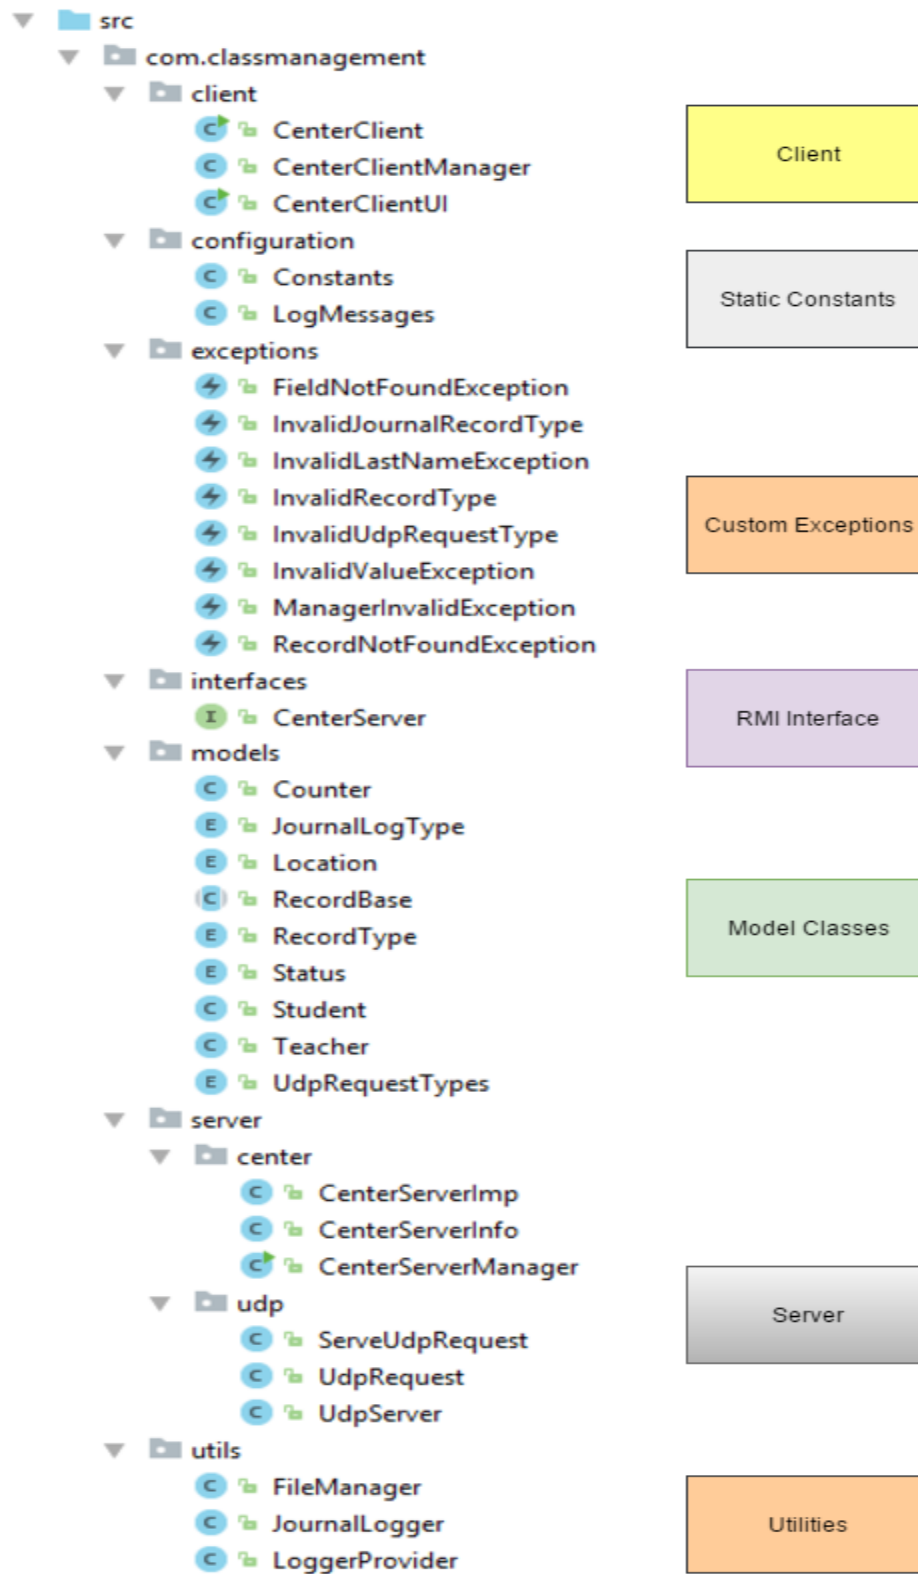 src
com.classmanagement
client
CenterClient
CenterClientManager
CenterClientUI
Client
configuration
Constants
LogMessages
Static Constants
exceptions
FieldNotFoundException
InvalidJournalRecordType
InvalidLastNameException
InvalidRecordType
InvalidUdpRequestType
InvalidValueException
ManagerInvalidException
RecordNotFoundException
Custom Exceptions
interfaces
CenterServer
RMI Interface
models
Counter
JournalLogType
Location
RecordBase
RecordType
Status
Student
Teacher
UdpRequestTypes
Model Classes
server
center
CenterServerImp
CenterServerInfo
CenterServerManager
udp
ServeUdpRequest
UdpRequest
UdpServer
Server
utils
FileManager
JournalLogger
LoggerProvider
Utilities